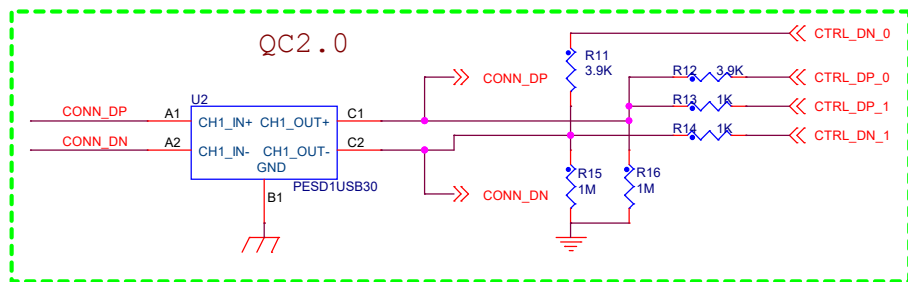 QC2.0
CTRL_DN_0
R11
3.9K
R12 3.9K
CTRL_DP_0
CONN_DP
U2
R13 1K
CTRL_DP_1
CONN_DP
A1
CH1_IN+ CH1_OUT+
C1
R14 1K
CTRL_DN_1
CONN_DN
A2
CH1_IN- CH1_OUT-
C2
GND
PESD1USB30
R15
1M
R16
1M
B1
CONN_DN